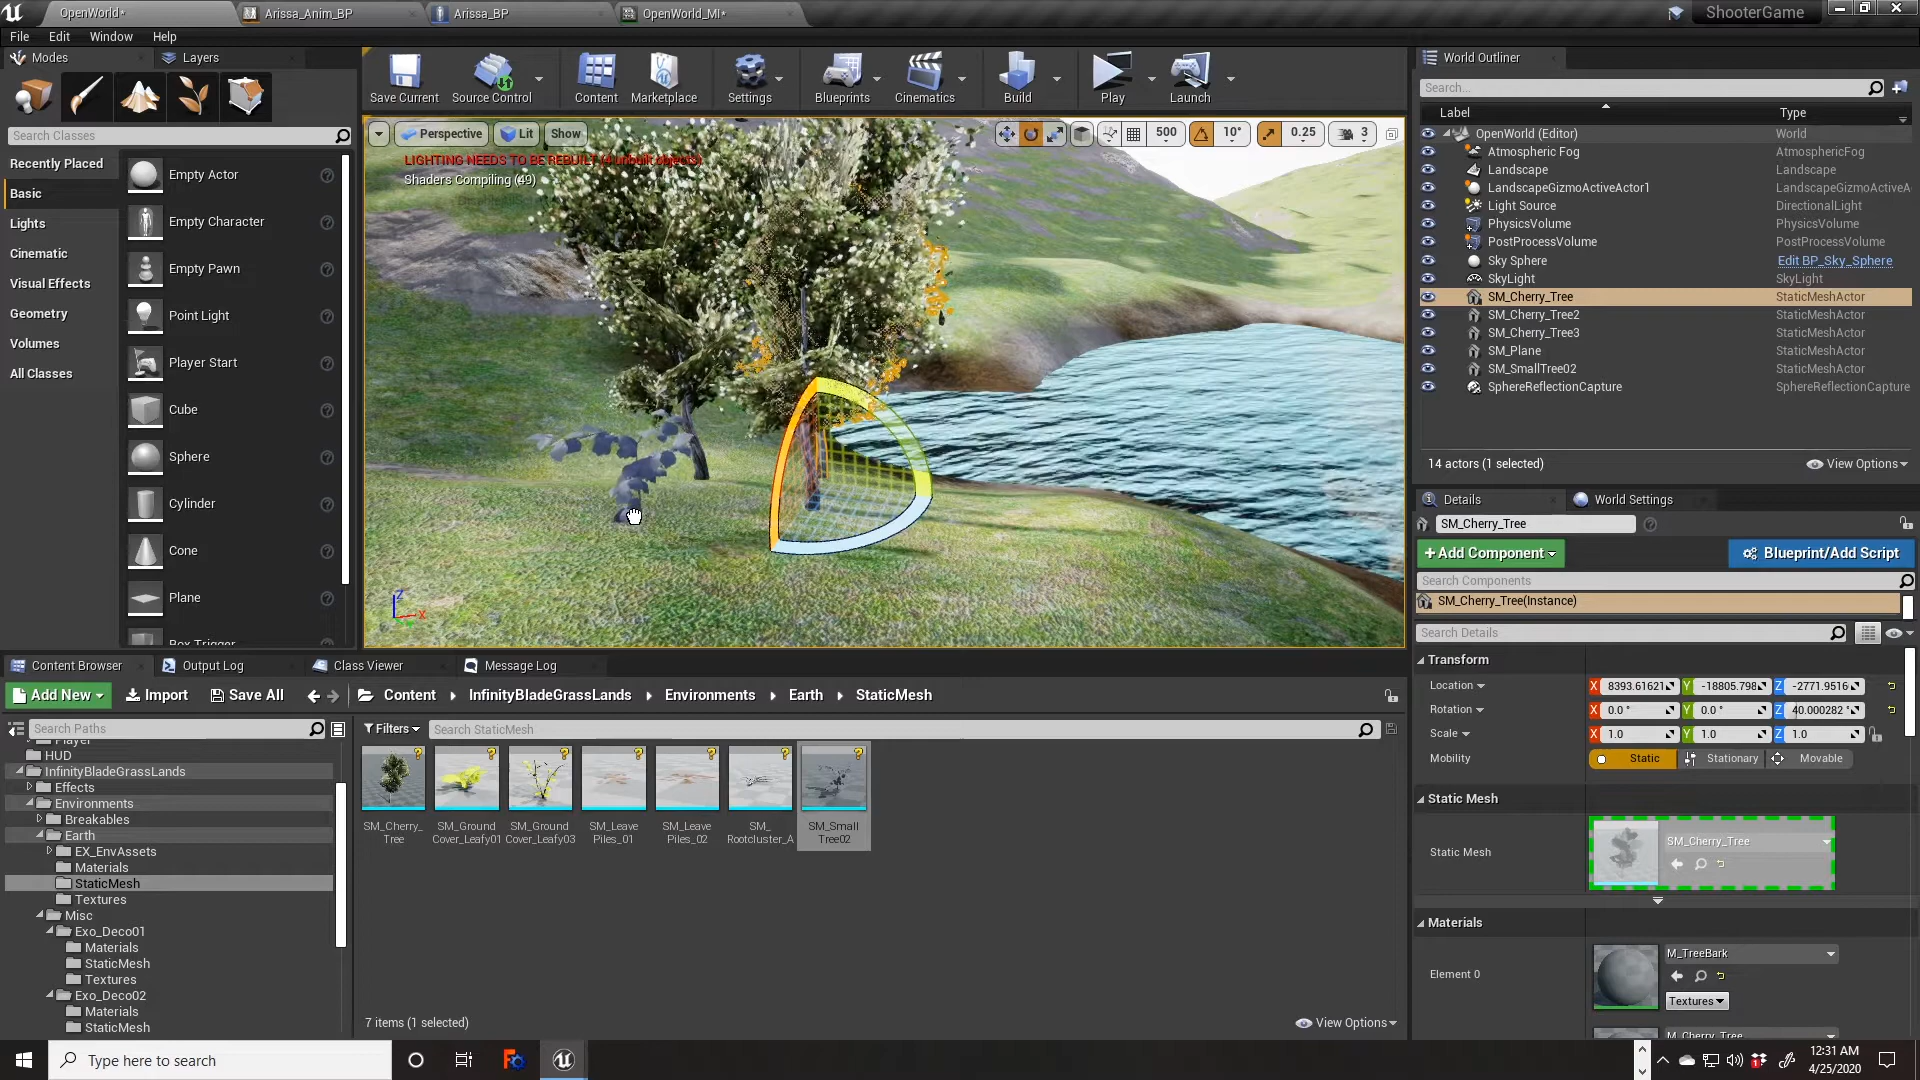 OpenWorld*
Arissa_Anim_BP
Arissa_BP
OpenWorld_MI*
ShooterGame
File Edit Window Help
Modes
Layers
Search Classes
Recently Placed
Basic
Lights
Cinematic
Visual Effects
Geometry
Volumes
All Classes
Empty Actor
Empty Character
Empty Pawn
Point Light
Player Start
Cube
Sphere
Cylinder
Cone
Plane
Box Trigger
Save Current Source Control Content Marketplace Settings Blueprints Cinematics Build Play Launch
Perspective Lit Show
500 10° 0.25 3
LIGHTING NEEDS TO BE REBUILT (4 unbuilt objects)
Shaders Compiling (49)
World Outliner
Search...
Label Type
OpenWorld (Editor) World
Atmospheric Fog AtmosphericFog
Landscape Landscape
LandscapeGizmoActiveActor1 LandscapeGizmoActiveA
Light Source DirectionalLight
PhysicsVolume PhysicsVolume
PostProcessVolume PostProcessVolume
Sky Sphere Edit BP_Sky_Sphere
SkyLight SkyLight
SM_Cherry_Tree StaticMeshActor
SM_Cherry_Tree2 StaticMeshActor
SM_Cherry_Tree3 StaticMeshActor
SM_Plane StaticMeshActor
SM_SmallTree02 StaticMeshActor
SphereReflectionCapture SphereReflectionCapture
14 actors (1 selected) View Options
Details
World Settings
SM_Cherry_Tree
+Add Component Blueprint/Add Script
Search Components
SM_Cherry_Tree(Instance)
Search Details
Transform
Location X 8393.61621 Y -18805.798 Z -2771.9516
Rotation X 0.0 ° Y 0.0 ° Z 40.000282 °
Scale X 1.0 Y 1.0 Z 1.0
Mobility Static Stationary Movable
Static Mesh
Static Mesh SM_Cherry_Tree
Materials
Element 0 M_TreeBark
Textures
M_Cherry_Tree
Content Browser
Output Log
Class Viewer
Message Log
Add New Import Save All Content InfinityBladeGrassLands Environments Earth StaticMesh
Search Paths
Player
HUD
InfinityBladeGrassLands
Effects
Environments
Breakables
Earth
EX_EnvAssets
Materials
StaticMesh
Textures
Misc
Exo_Deco01
Materials
StaticMesh
Textures
Exo_Deco02
Materials
StaticMesh
Filters Search StaticMesh
SM_Cherry_
Tree
SM_Ground
Cover_Leafy01
SM_Ground
Cover_Leafy03
SM_Leave
Piles_01
SM_Leave
Piles_02
SM_
Rootcluster_A
SM_Small
Tree02
7 items (1 selected) View Options
Type here to search
12:31 AM
4/25/2020